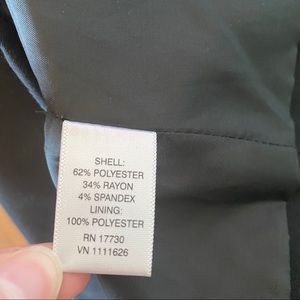 SHELL:
62% POLYESTER
34% RAYON
4% SPANDEX
LINING:
100% POLYESTER
RN 17730
VN 1111626